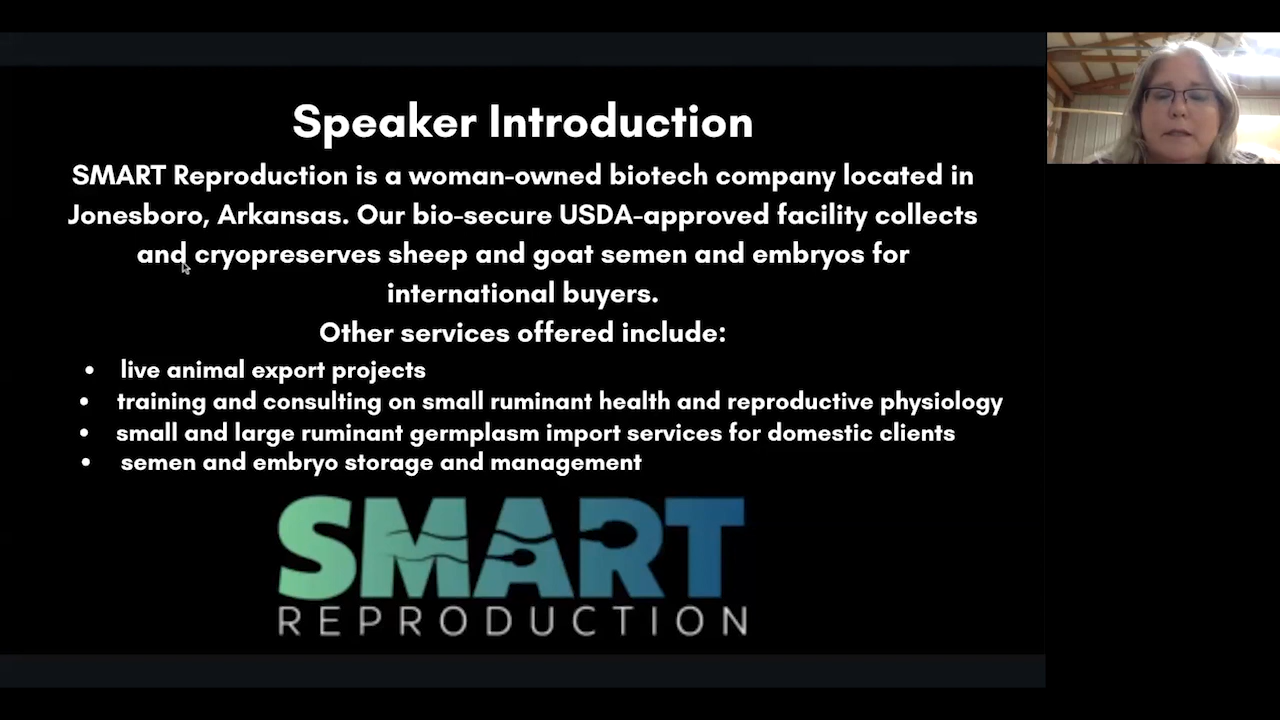 Speaker Introduction
SMART Reproduction is a woman-owned biotech company located in
Jonesboro, Arkansas. Our bio-secure USDA-approved facility collects
and cryopreserves sheep and goat semen and embryos for
international buyers.
Other services offered include:
• live animal export projects
• training and consulting on small ruminant health and reproductive physiology
• small and large ruminant germplasm import services for domestic clients
• semen and embryo storage and management
SMART
REPRODUCTION